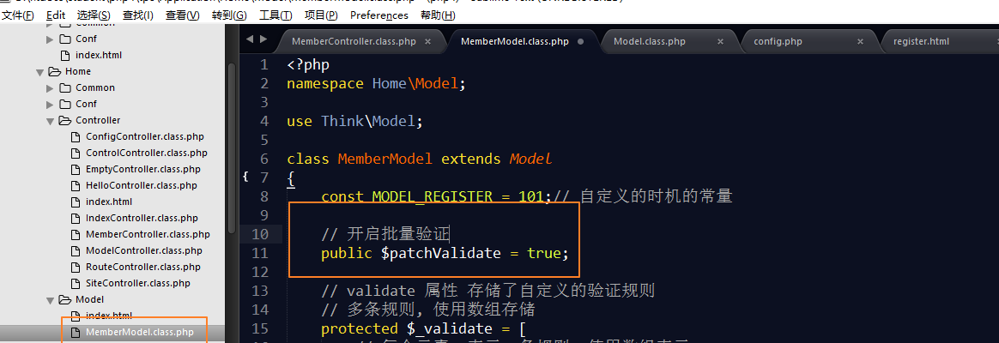 文件(F) Edit 选择(S) 查找(I) 查看(V) 转到(G) 工具(T) 项目(P) Preferences 帮助(H)
Common
Conf
index.html
Home
Common
Conf
Controller
ConfigController.class.php
ControlController.class.php
EmptyController.class.php
HelloController.class.php
index.html
IndexController.class.php
MemberController.class.php
ModelController.class.php
RouteController.class.php
SiteController.class.php
Model
index.html
MemberModel.class.php
MemberController.class.php × MemberModel.class.php Model.class.php × config.php × register.html
1 <?php
2 namespace Home\Model;
3
4 use Think\Model;
5
6 class MemberModel extends Model
7 {
8 const MODEL_REGISTER = 101;// 自定义的时机的常量
9
10 // 开启批量验证
11 public $patchValidate = true;
12
13 // validate 属性 存储了自定义的验证规则
14 // 多条规则, 使用数组存储
15 protected $_validate = [